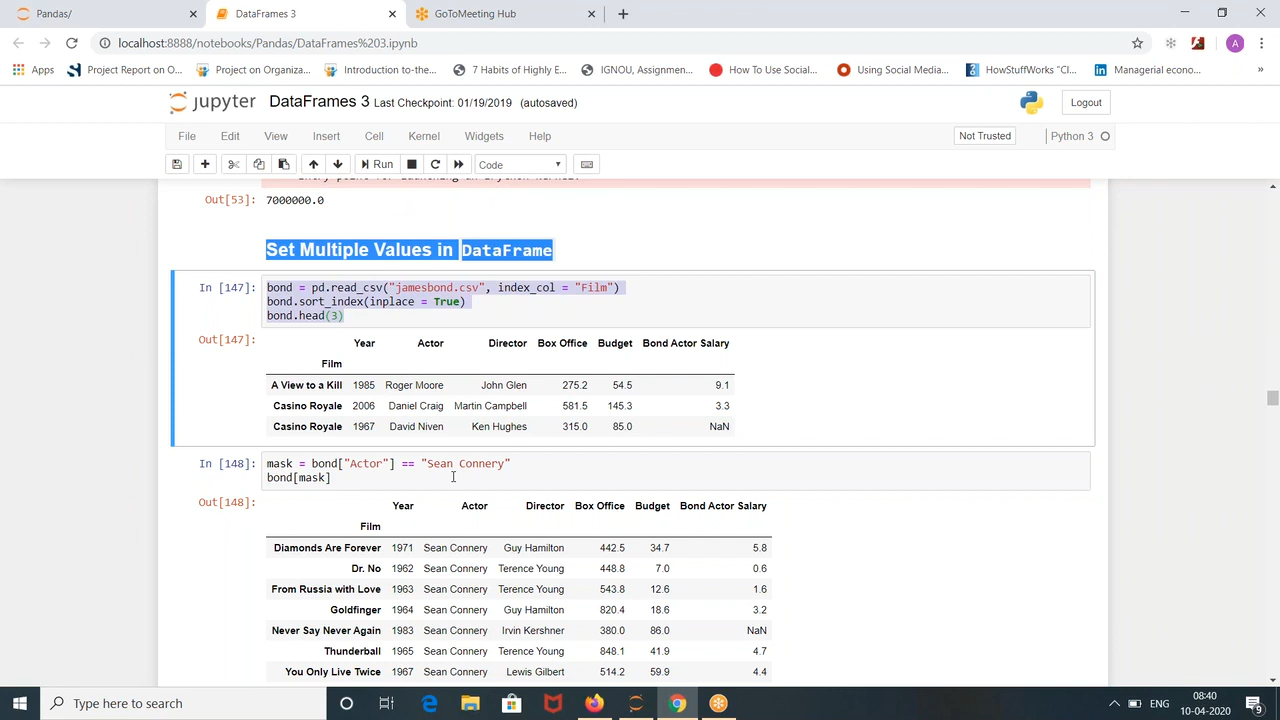 Pandas/
DataFrames 3
GoToMeeting Hub
localhost:8888/notebooks/Pandas/DataFrames%203.ipynb
A
Apps
Project Report on O...
Project on Organiza...
Introduction-to-the...
7 Habits of Highly E...
IGNOU, Assignmen...
How To Use Social...
Using Social Media...
HowStuffWorks "Cl...
Managerial econo...
»
jupyter DataFrames 3 Last Checkpoint: 01/19/2019 (autosaved)
Logout
File Edit View Insert Cell Kernel Widgets Help
Not Trusted
Python 3
Run
Code
Out[53]: 7000000.0
Set Multiple Values in DataFrame
In [147]: bond = pd.read_csv("jamesbond.csv", index_col = "Film")
bond.sort_index(inplace = True)
bond.head(3)
Out[147]:
Year Actor Director Box Office Budget Bond Actor Salary
Film
A View to a Kill 1985 Roger Moore John Glen 275.2 54.5 9.1
Casino Royale 2006 Daniel Craig Martin Campbell 581.5 145.3 3.3
Casino Royale 1967 David Niven Ken Hughes 315.0 85.0 NaN
In [148]: mask = bond["Actor"] == "Sean Connery"
bond[mask]
Out[148]:
Year Actor Director Box Office Budget Bond Actor Salary
Film
Diamonds Are Forever 1971 Sean Connery Guy Hamilton 442.5 34.7 5.8
Dr. No 1962 Sean Connery Terence Young 448.8 7.0 0.6
From Russia with Love 1963 Sean Connery Terence Young 543.8 12.6 1.6
Goldfinger 1964 Sean Connery Guy Hamilton 820.4 18.6 3.2
Never Say Never Again 1983 Sean Connery Irvin Kershner 380.0 86.0 NaN
Thunderball 1965 Sean Connery Terence Young 848.1 41.9 4.7
You Only Live Twice 1967 Sean Connery Lewis Gilbert 514.2 59.9 4.4
Type here to search
ENG
08:40
10-04-2020
9